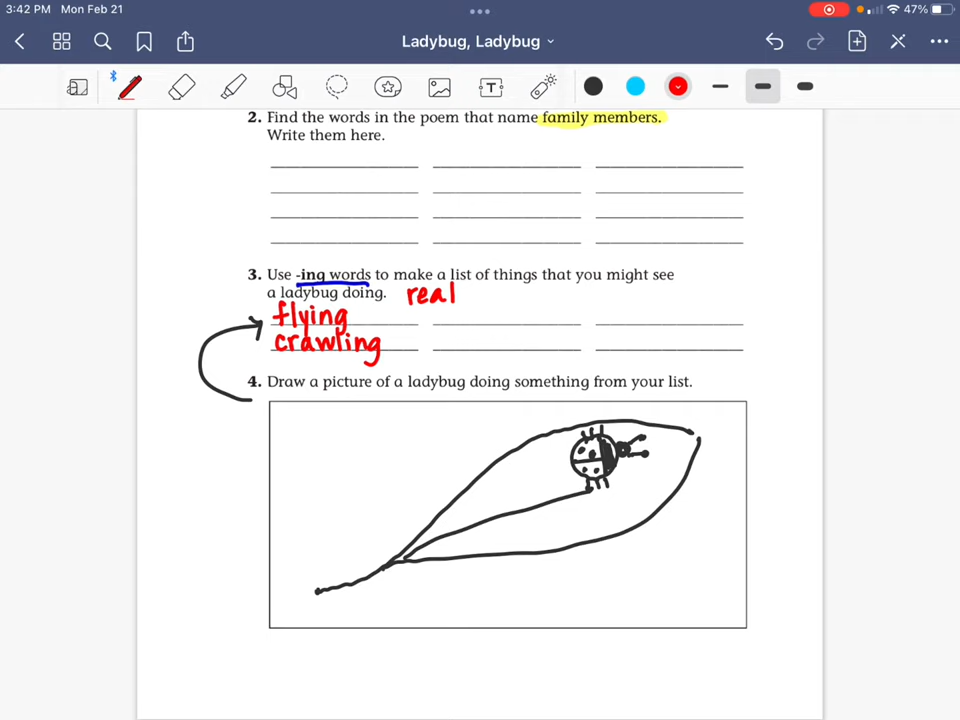 3:42 PM Mon Feb 21
47%
Ladybug, Ladybug
T
2. Find the words in the poem that name family members.
Write them here.
3. Use -ing words to make a list of things that you might see
a ladybug doing. real
flying
crawling
4. Draw a picture of a ladybug doing something from your list.